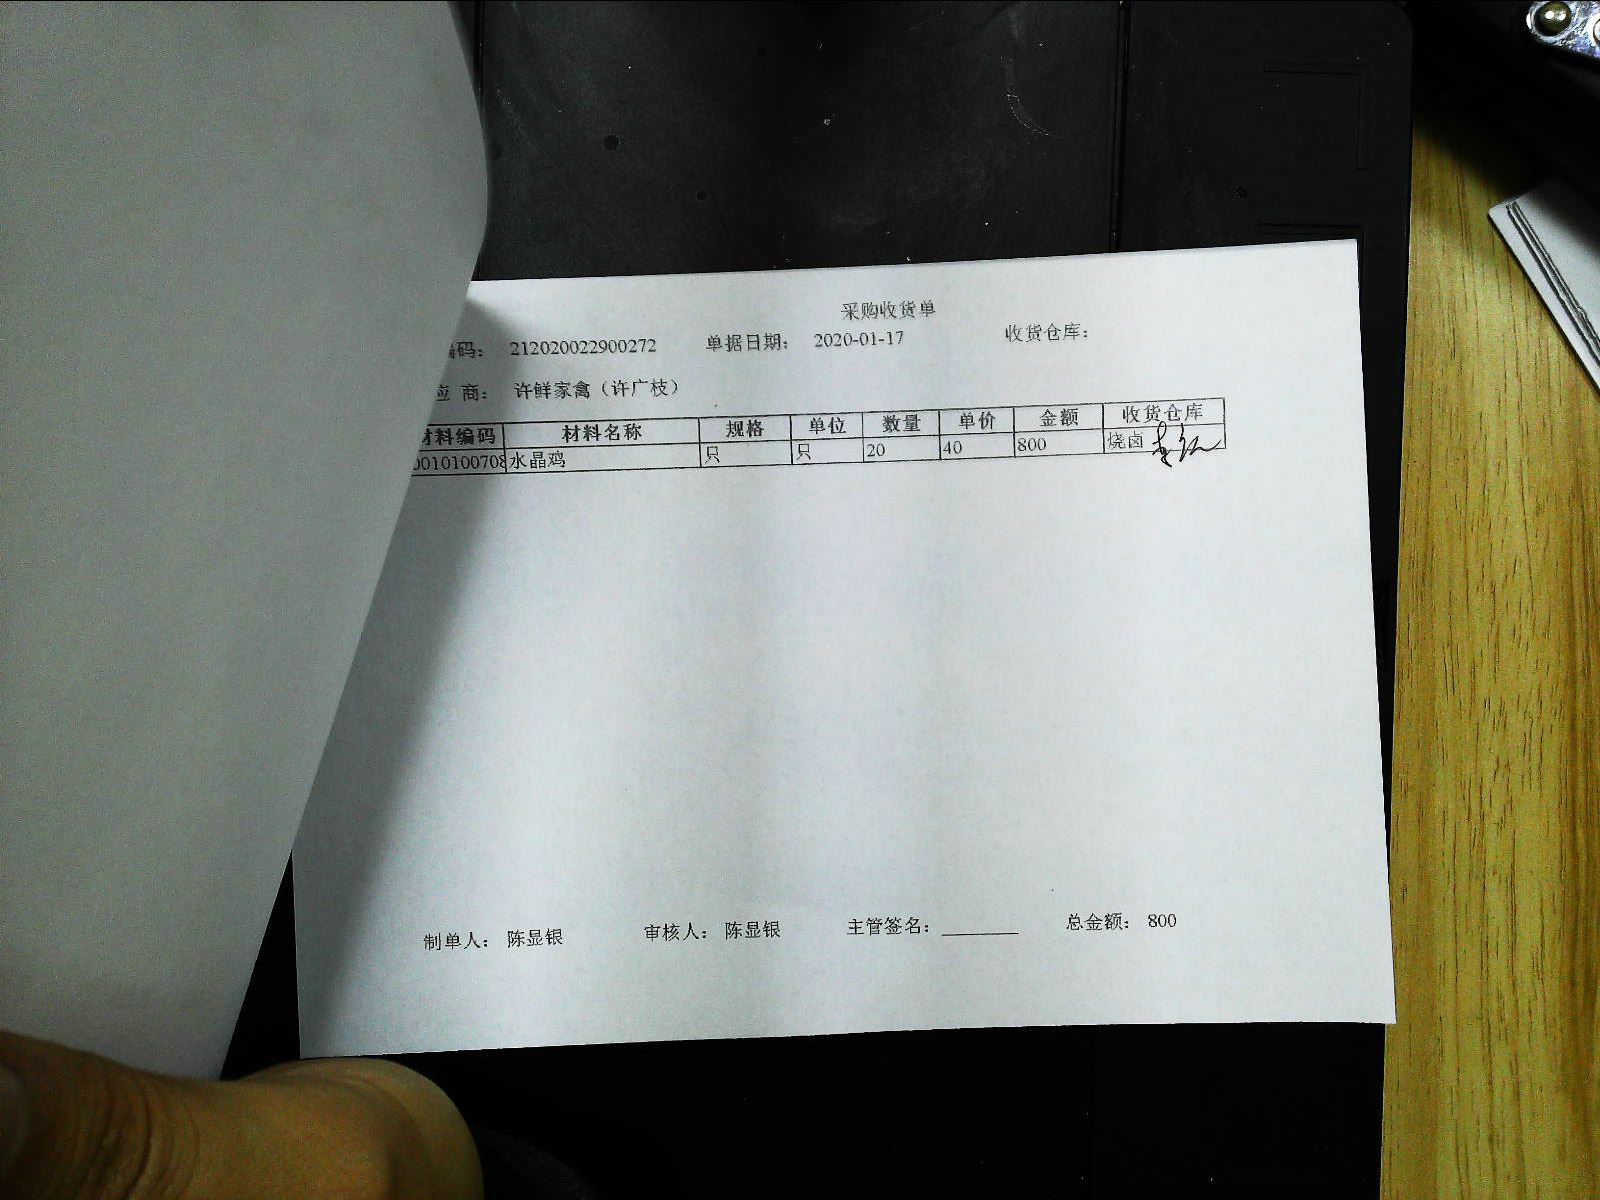 采购收货单
编码： 212020022900272 单据日期： 2020-01-17 收货仓库：
应 商： 许鲜家禽（许广枝）
材料编码 材料名称 规格 单位 数量 单价 金额 收货仓库
0010100708 水晶鸡 只 只 20 40 800 烧卤
制单人： 陈显银 审核人： 陈显银 主管签名：________ 总金额： 800